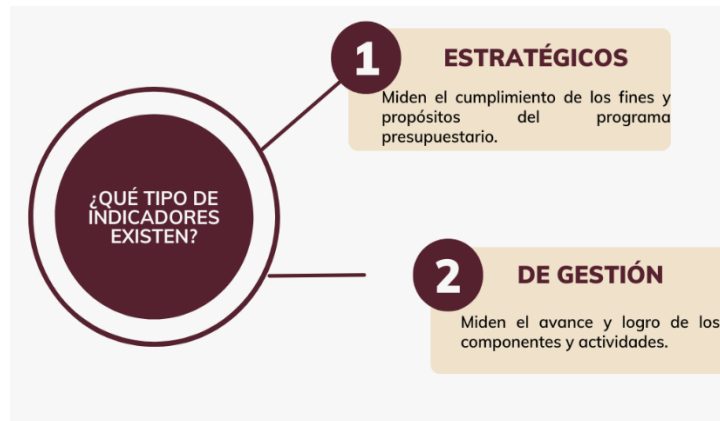 ¿QUÉ TIPO DE
INDICADORES
EXISTEN?
1
ESTRATÉGICOS
Miden el cumplimiento de los fines y
propósitos del programa
presupuestario.
2
DE GESTIÓN
Miden el avance y logro de los
componentes y actividades.